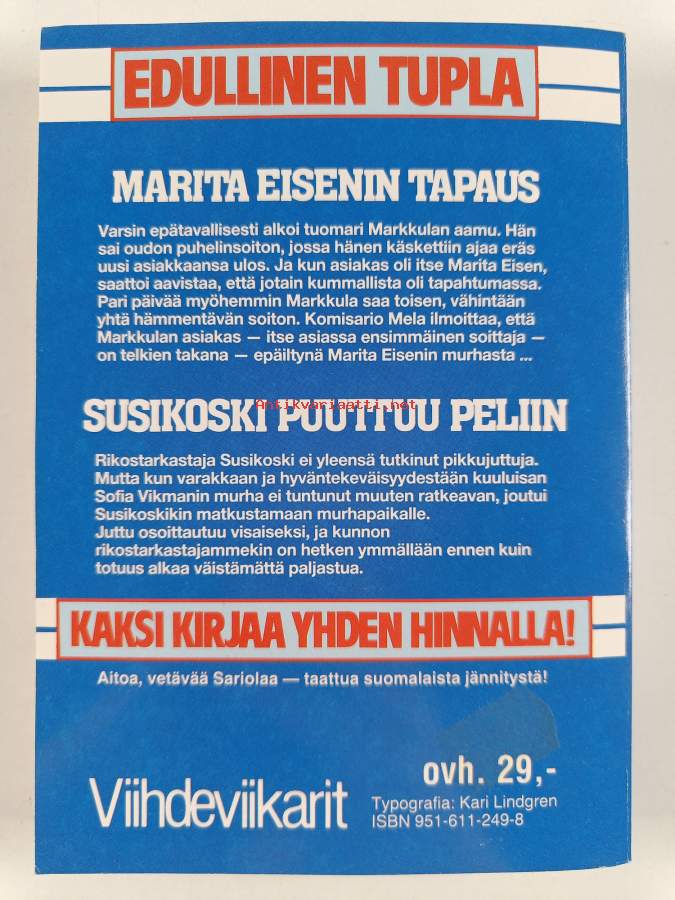 EDULLINEN TUPLA
MARITA EISENIN TAPAUS
Varsin epätavallisesti alkoi tuomari Markkulan aamu. Hän
sai oudon puhelinsoiton, jossa hänen käskettiin ajaa eräs
uusi asiakkaansa ulos. Ja kun asiakas oli itse Marita Eisen,
saattoi aavistaa, että jotain kummallista oli tapahtumassa.
Pari päivää myöhemmin Markkula saa toisen, vähintään
yhtä hämmentävän soiton. Komisario Mela ilmoittaa, että
Markkulan asiakas — itse asiassa ensimmäinen soittaja —
on telkien takana — epäiltynä Marita Eisenin murhasta ...
Antikvariaatti.net
SUSIKOSKI PUUTTUU PELIIN
Rikostarkastaja Susikoski ei yleensä tutkinut pikkujuttuja.
Mutta kun varakkaan ja hyväntekeväisyydestään kuuluisan
Sofia Vikmanin murha ei tuntunut muuten ratkeavan, joutui
Susikoskikin matkustamaan murhapaikalle.
Juttu osoittautui visaiseksi, ja kunnon
rikostarkastajammekin on hetken ymmällään ennen kuin
totuus alkaa väistämättä paljastua.
KAKSI KIRJAA YHDEN HINNALLA!
Aitoa, vetävää Sariolaa — taattua suomalaista jännitystä!
ovh. 29,-
Viihdeviikarit
Typografia: Kari Lindgren
ISBN 951-611-249-8